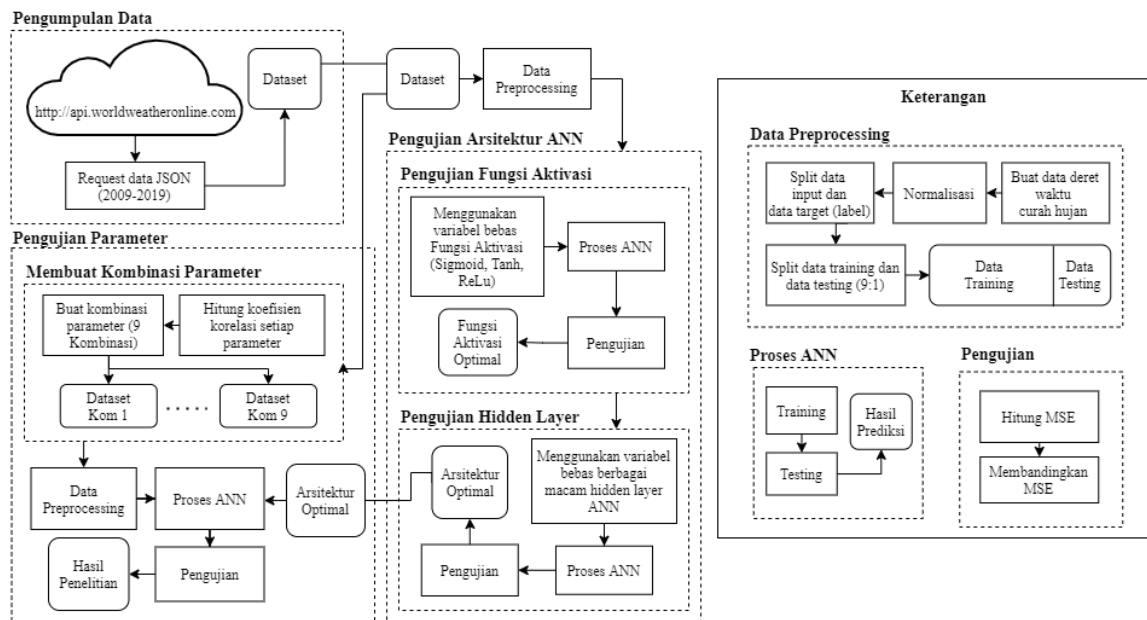 Pengumpulan Data
http://api.worldweatheronline.com
Request data JSON
(2009-2019)
Dataset
Dataset
Data
Preprocessing
Pengujian Arsitektur ANN
Pengujian Fungsi Aktivasi
Menggunakan
variabel bebas
Fungsi Aktivasi
(Sigmoid, Tanh,
ReLu)
Proses ANN
Pengujian
Fungsi
Aktivasi
Optimal
Pengujian Hidden Layer
Menggunakan variabel
bebas berbagai
macam hidden layer
ANN
Proses ANN
Pengujian
Arsitektur
Optimal
Pengujian Parameter
Membuat Kombinasi Parameter
Hitung koefisien
korelasi setiap
parameter
Buat kombinasi
parameter (9
Kombinasi)
Dataset
Kom 1
. . . . .
Dataset
Kom 9
Data
Preprocessing
Proses ANN
Arsitektur
Optimal
Pengujian
Hasil
Penelitian
Keterangan
Data Preprocessing
Buat data deret
waktu
curah hujan
Normalisasi
Split data
input dan
data target (label)
Split data training dan
data testing (9:1)
Data
Training
Data
Testing
Proses ANN
Training
Testing
Hasil
Prediksi
Pengujian
Hitung MSE
Membandingkan
MSE